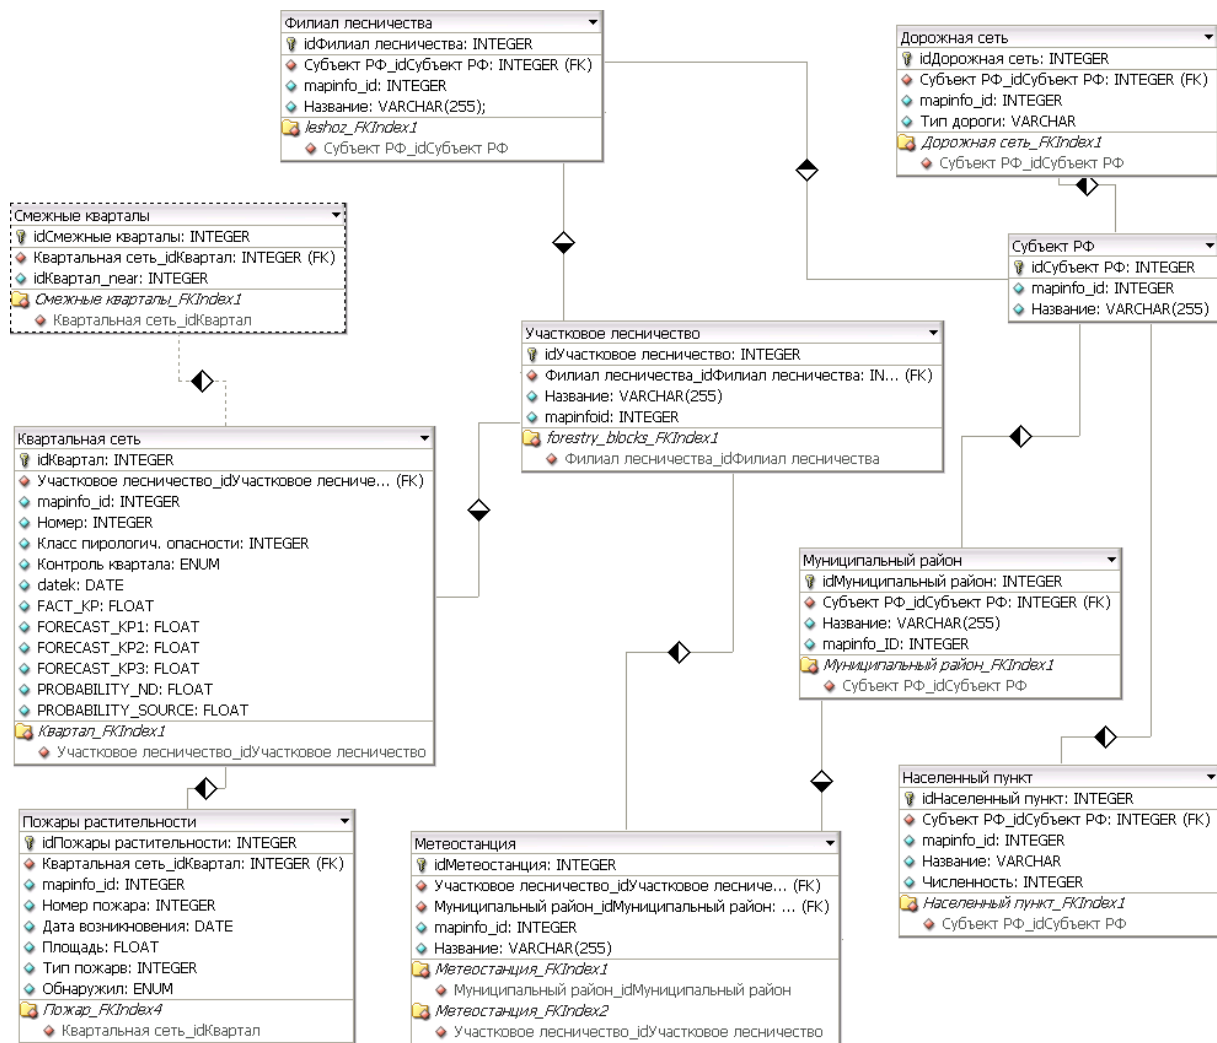 Филиал лесничества
idФилиал лесничества: INTEGER
Субъект РФ_idСубъект РФ: INTEGER (FK)
mapinfo_id: INTEGER
Название: VARCHAR(255);
leshoz_FKIndex1
Субъект РФ_idСубъект РФ
Дорожная сеть
idДорожная сеть: INTEGER
Субъект РФ_idСубъект РФ: INTEGER (FK)
mapinfo_id: INTEGER
Тип дороги: VARCHAR
Дорожная сеть_FKIndex1
Субъект РФ_idСубъект РФ
Смежные кварталы
idСмежные кварталы: INTEGER
Квартальная сеть_idКвартал: INTEGER (FK)
idКвартал_near: INTEGER
Смежные кварталы_FKIndex1
Квартальная сеть_idКвартал
Субъект РФ
idСубъект РФ: INTEGER
mapinfo_id: INTEGER
Название: VARCHAR(255)
Участковое лесничество
idУчастковое лесничество: INTEGER
Филиал лесничества_idФилиал лесничества: IN... (FK)
Название: VARCHAR(255)
mapinfoid: INTEGER
forestry_blocks_FKIndex1
Филиал лесничества_idФилиал лесничества
Квартальная сеть
idКвартал: INTEGER
Участковое лесничество_idУчастковое лесниче... (FK)
mapinfo_id: INTEGER
Номер: INTEGER
Класс пирологич. опасности: INTEGER
Контроль квартала: ENUM
datek: DATE
FACT_KP: FLOAT
FORECAST_KP1: FLOAT
FORECAST_KP2: FLOAT
FORECAST_KP3: FLOAT
PROBABILITY_ND: FLOAT
PROBABILITY_SOURCE: FLOAT
Квартал_FKIndex1
Участковое лесничество_idУчастковое лесничество
Муниципальный район
idМуниципальный район: INTEGER
Субъект РФ_idСубъект РФ: INTEGER (FK)
Название: VARCHAR(255)
mapinfo_ID: INTEGER
Муниципальный район_FKIndex1
Субъект РФ_idСубъект РФ
Населенный пункт
idНаселенный пункт: INTEGER
Субъект РФ_idСубъект РФ: INTEGER (FK)
mapinfo_id: INTEGER
Название: VARCHAR
Численность: INTEGER
Населенный пункт_FKIndex1
Субъект РФ_idСубъект РФ
Пожары растительности
idПожары растительности: INTEGER
Квартальная сеть_idКвартал: INTEGER (FK)
mapinfo_id: INTEGER
Номер пожара: INTEGER
Дата возникновения: DATE
Площадь: FLOAT
Тип пожарв: INTEGER
Обнаружил: ENUM
Пожар_FKIndex4
Квартальная сеть_idКвартал
Метеостанция
idМетеостанция: INTEGER
Участковое лесничество_idУчастковое лесниче... (FK)
Муниципальный район_idМуниципальный район: ... (FK)
mapinfo_id: INTEGER
Название: VARCHAR(255)
Метеостанция_FKIndex1
Муниципальный район_idМуниципальный район
Метеостанция_FKIndex2
Участковое лесничество_idУчастковое лесничество